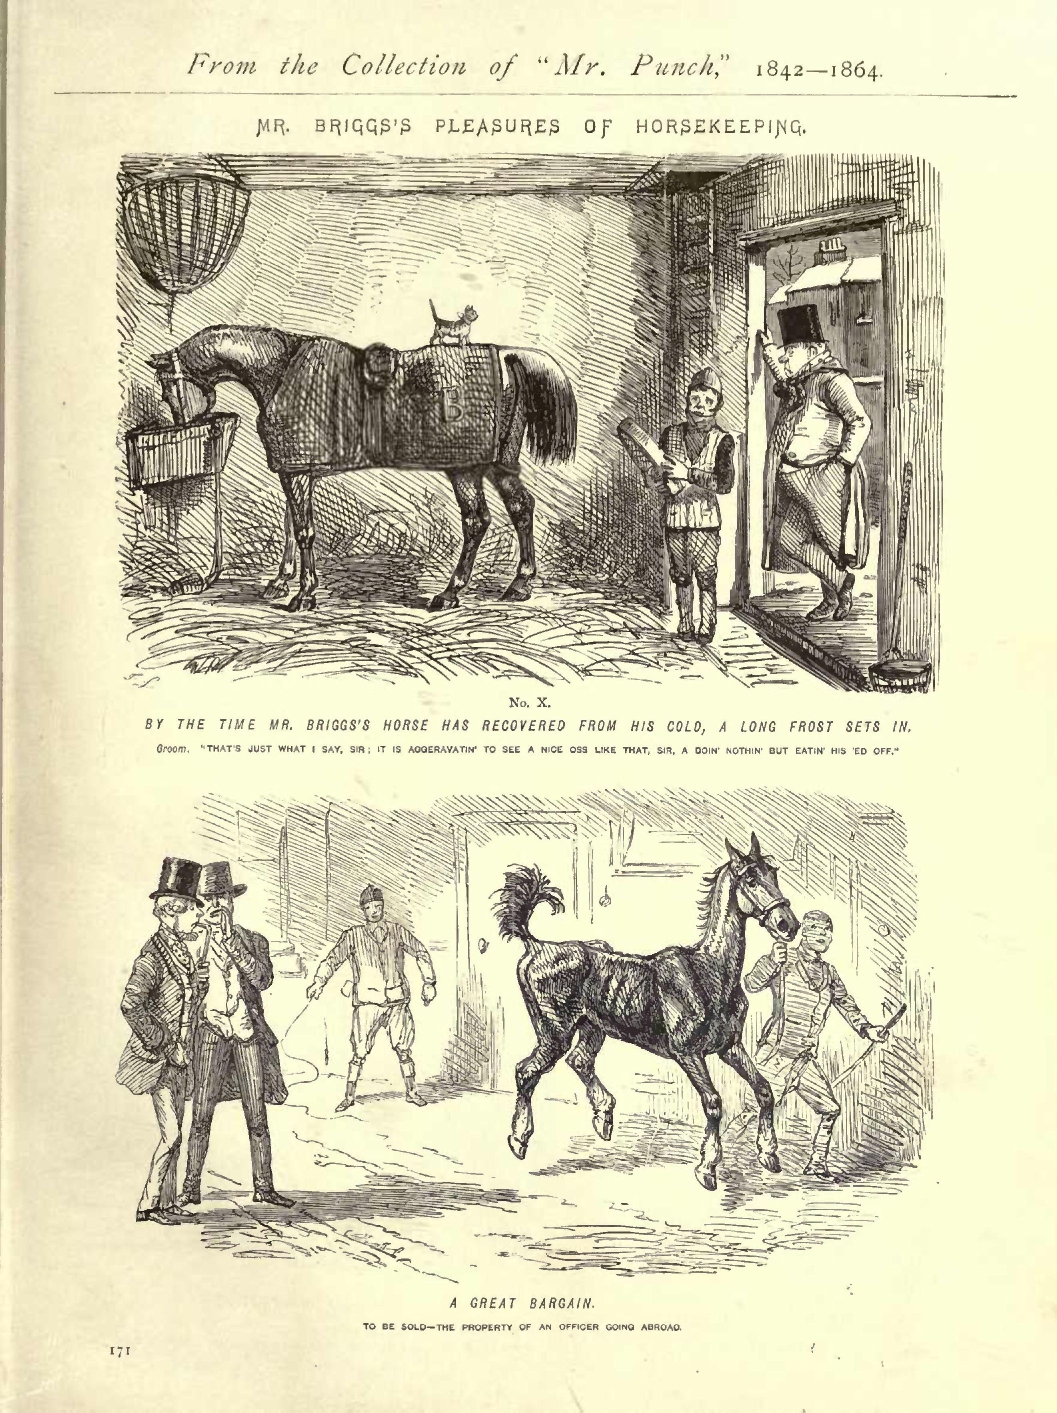 From the Collection of "Mr. Punch," 1842—1864.
MR. BRIGGS'S PLEASURES OF HORSEKEEPING.
B
No. X.
BY THE TIME MR. BRIGGS'S HORSE HAS RECOVERED FROM HIS COLD, A LONG FROST SETS IN.
Groom. "THAT'S JUST WHAT I SAY, SIR; IT IS AGGERAVATIN' TO SEE A NICE OSS LIKE THAT, SIR, A DOIN' NOTHIN' BUT EATIN' HIS 'ED OFF."
A GREAT BARGAIN.
TO BE SOLD—THE PROPERTY OF AN OFFICER GOING ABROAD.
171